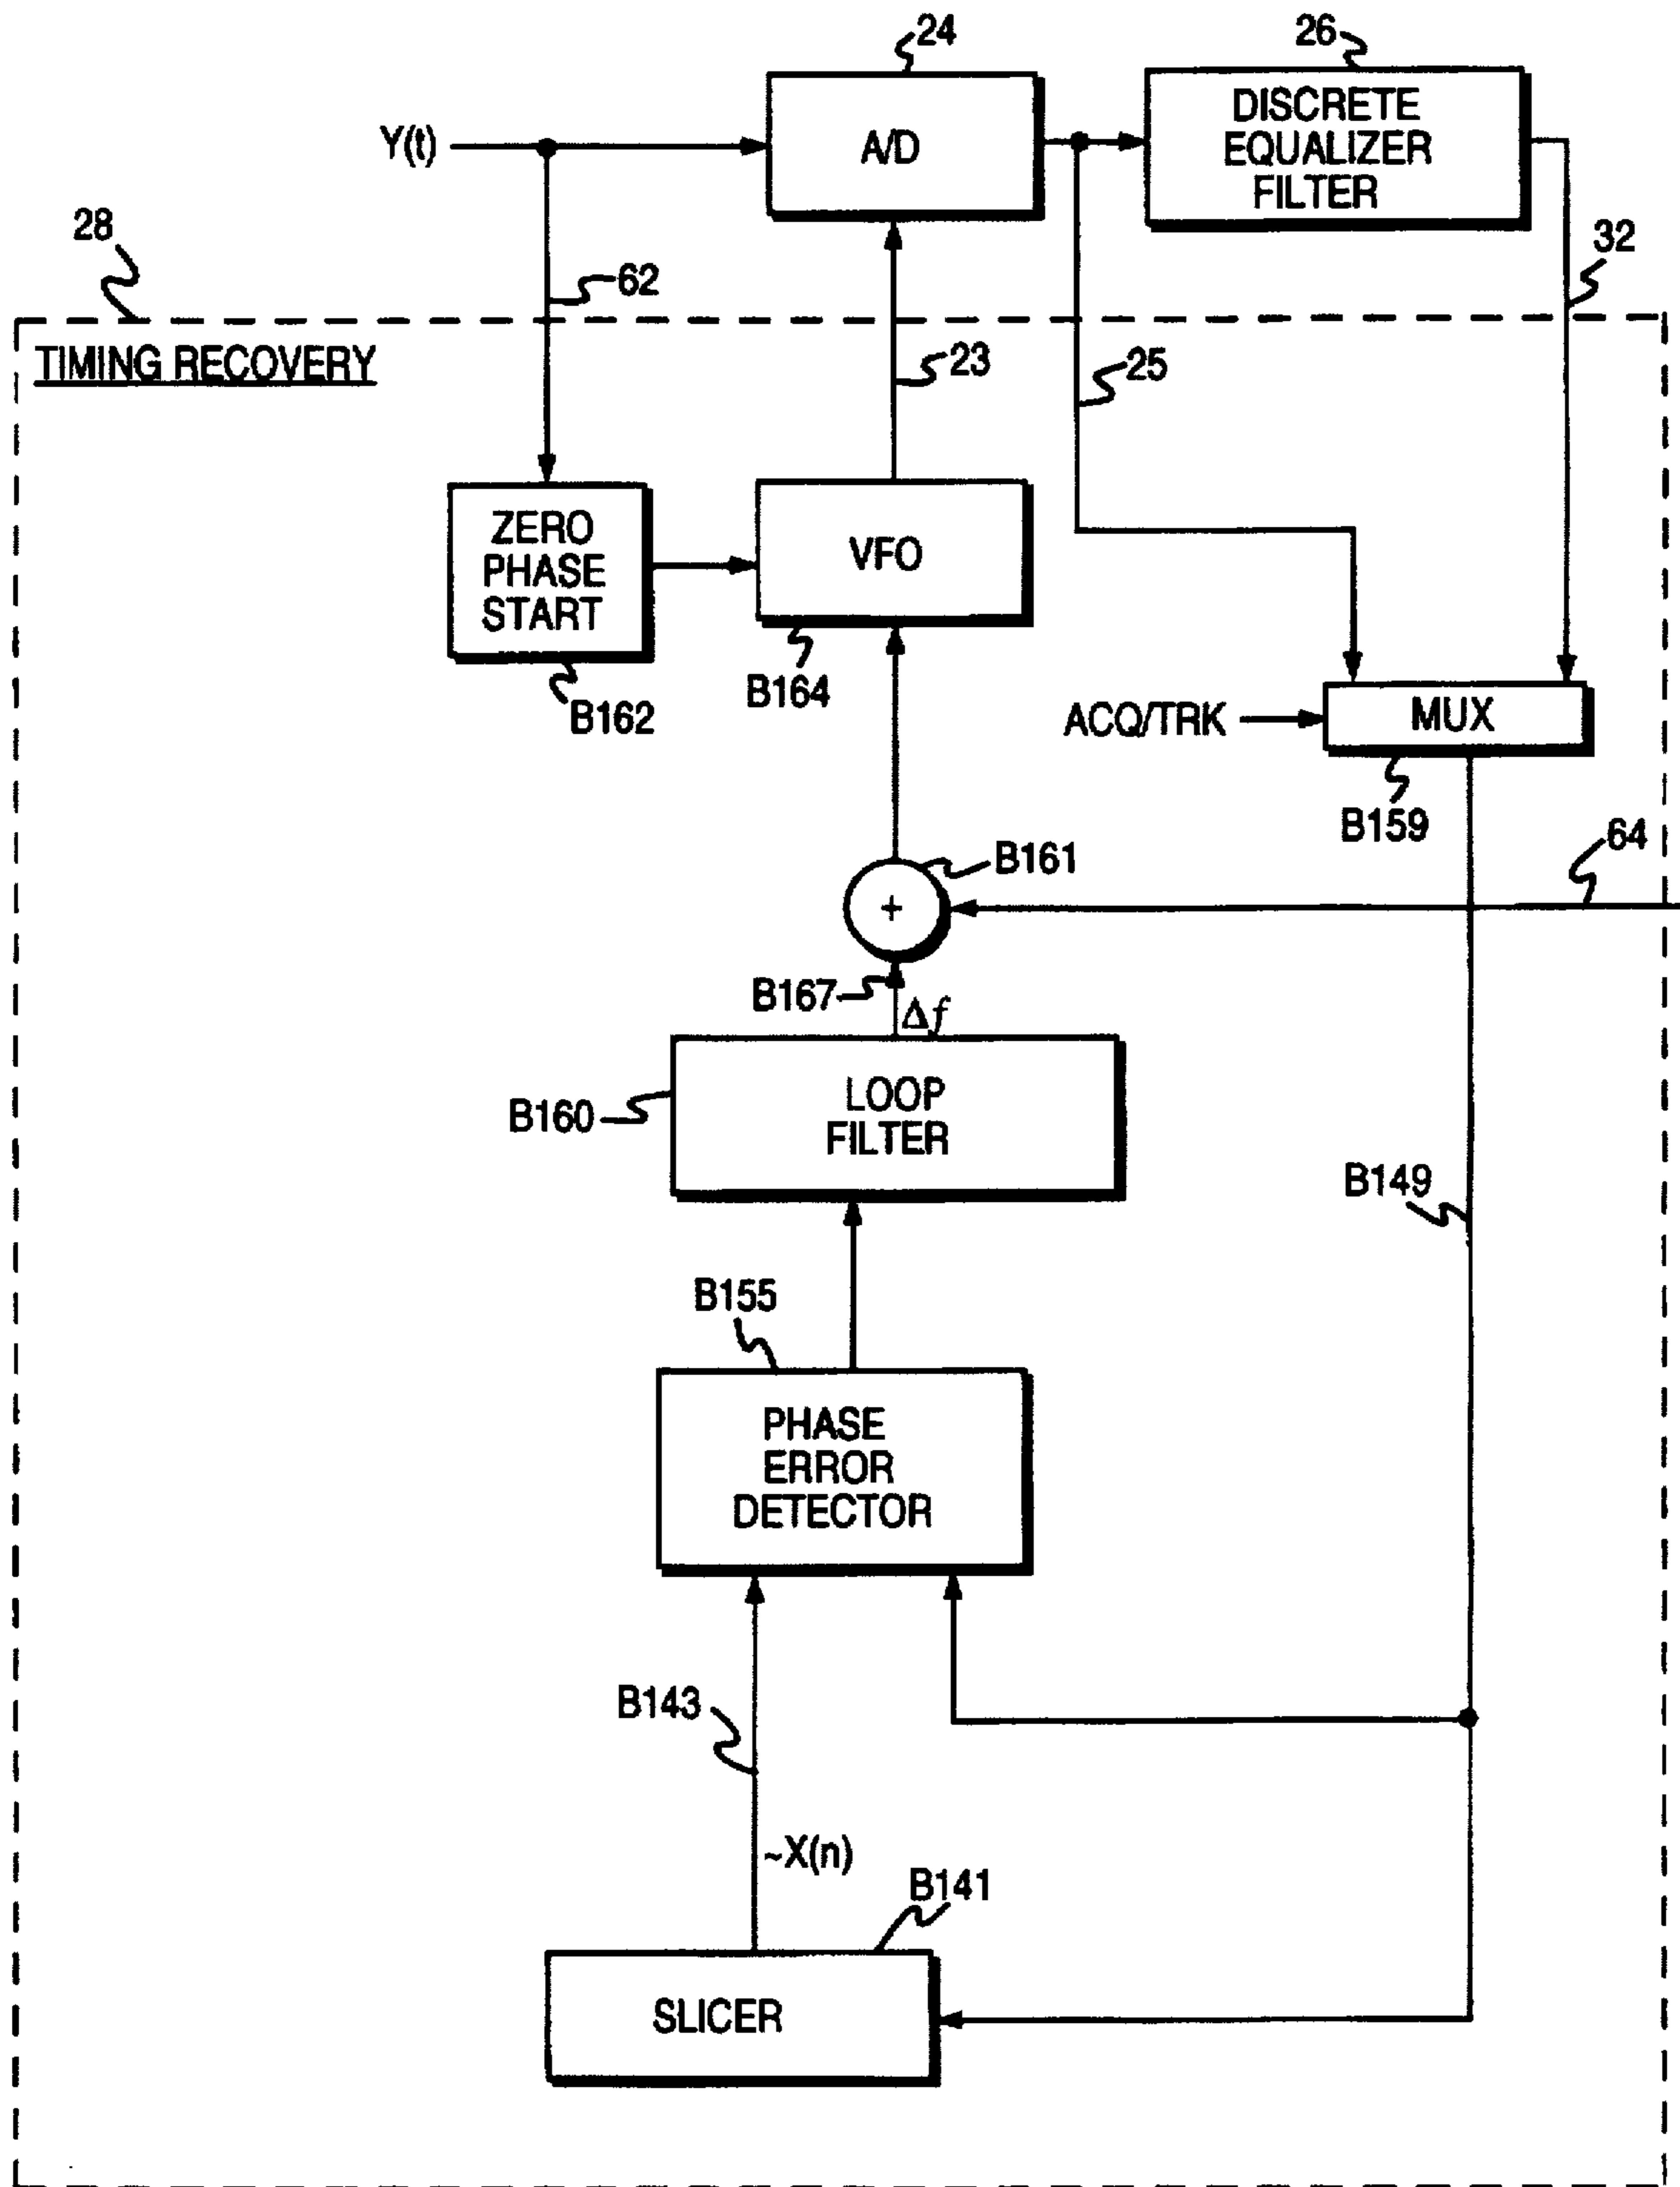 24
26
Y(t)
A/D
DISCRETE
EQUALIZER
FILTER
28
62
32
TIMING RECOVERY
23
25
ZERO
PHASE
START
VFO
B162
B164
ACQ/TRK
MUX
B159
B161
64
+
B167
Δf
B160
LOOP
FILTER
B149
B155
PHASE
ERROR
DETECTOR
B143
~X(n)
B141
SLICER